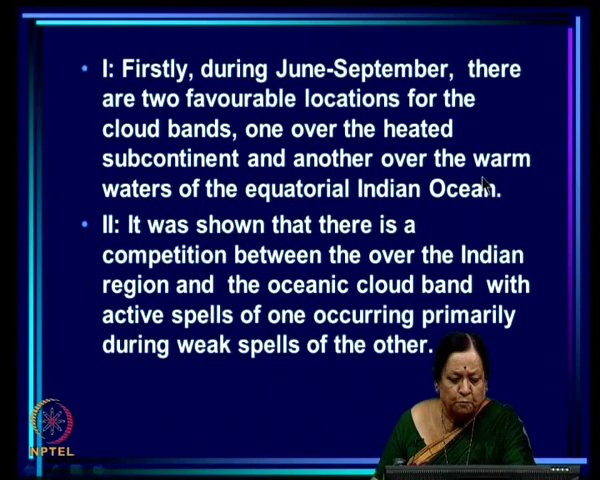 • I: Firstly, during June-September, there
are two favourable locations for the
cloud bands, one over the heated
subcontinent and another over the warm
waters of the equatorial Indian Ocean.
• II: It was shown that there is a
competition between the over the Indian
region and the oceanic cloud band with
active spells of one occurring primarily
during weak spells of the other.
NPTEL